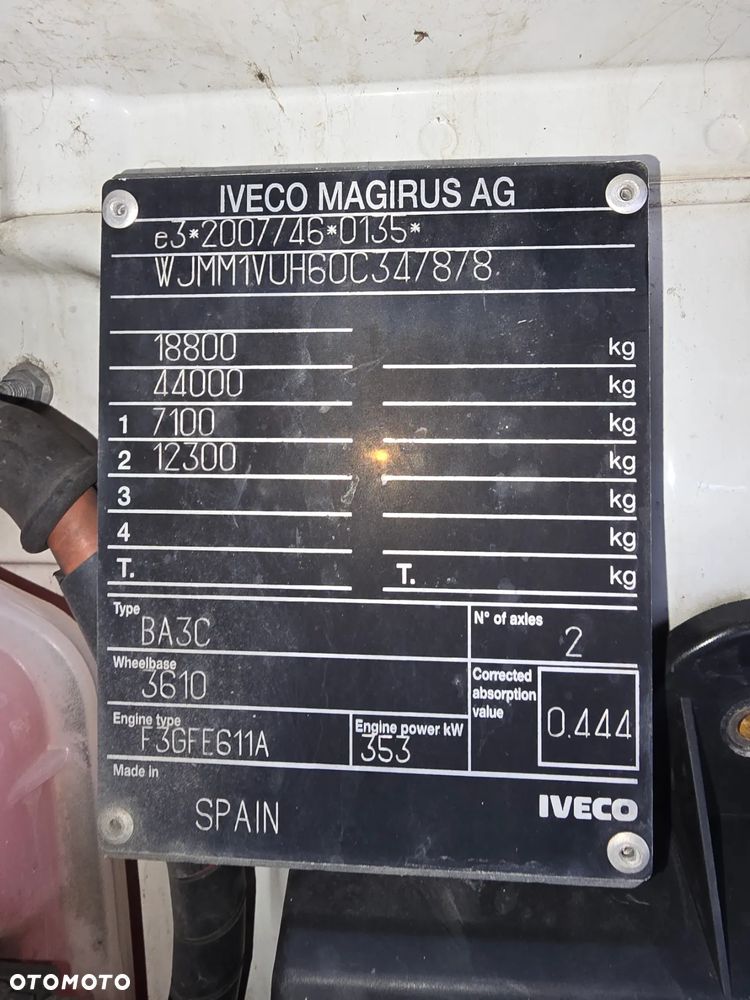 IVECO MAGIRUS AG
e3*2007/46*0135*
WJMM1VUH60C347878
18800 kg
44000 kg
1 7100 kg
2 12300 kg
3 kg
4 kg
T. T. kg
Type BA3C N° of axles 2
Wheelbase 3610 Corrected absorption value 0.444
Engine type F3GFE611A Engine power kW 353
Made in SPAIN IVECO
OTOMOTO